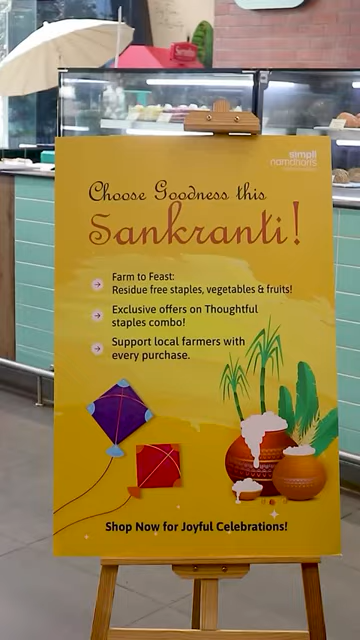 simpli
namdhari's
Choose Goodness this
Sankranti!
Farm to Feast:
Residue free staples, vegetables & fruits!
Exclusive offers on Thoughtful
staples combo!
Support local farmers with
every purchase.
Shop Now for Joyful Celebrations!